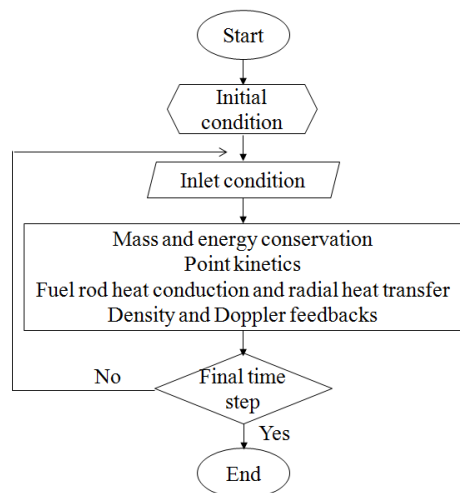 Start
Initial
condition
Inlet condition
Mass and energy conservation
Point kinetics
Fuel rod heat conduction and radial heat transfer
Density and Doppler feedbacks
No
Final time
step
Yes
End